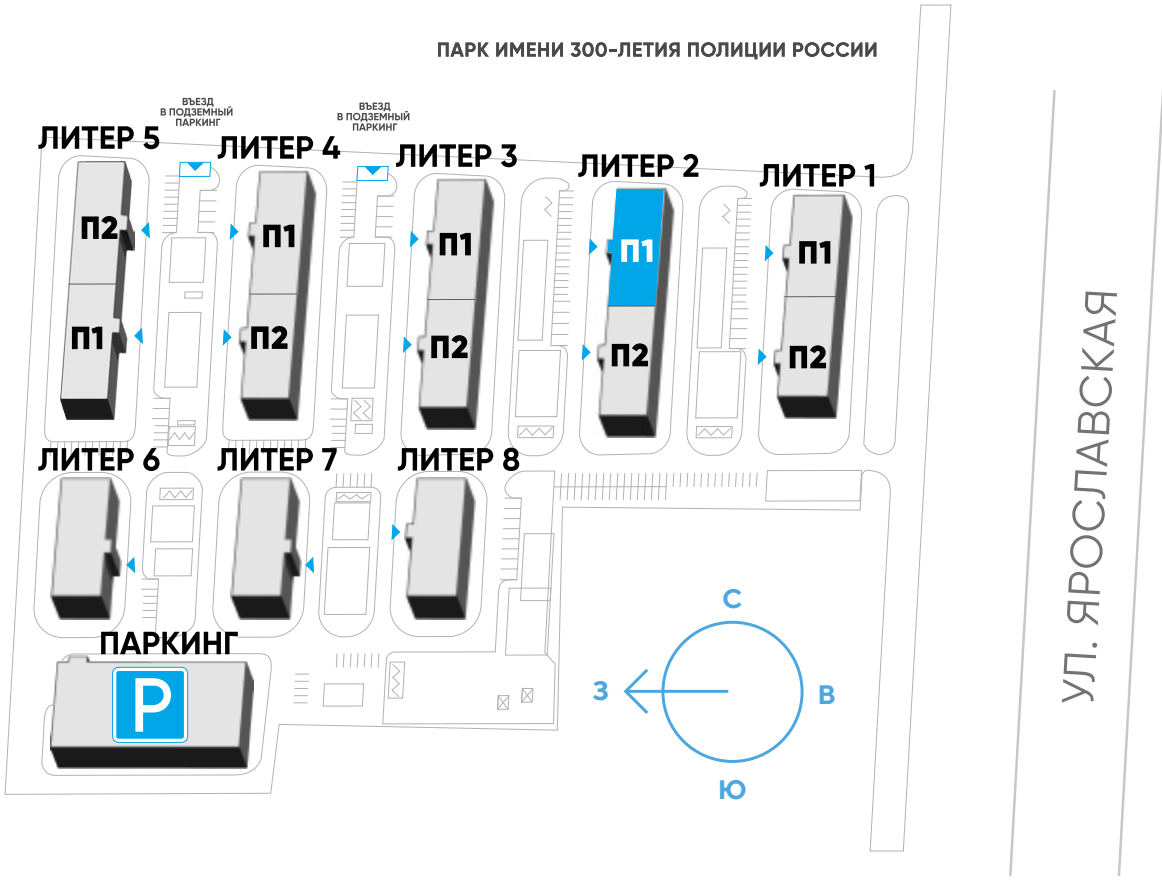 ПАРК ИМЕНИ 300-ЛЕТИЯ ПОЛИЦИИ РОССИИ
ВЪЕЗД
В ПОДЗЕМНЫЙ
ПАРКИНГ
ВЪЕЗД
В ПОДЗЕМНЫЙ
ПАРКИНГ
ЛИТЕР 5
ЛИТЕР 4
ЛИТЕР 3
ЛИТЕР 2
ЛИТЕР 1
П2
П1
П1
П1
П1
П1
П2
П2
П2
П2
УЛ. ЯРОСЛАВСКАЯ
ЛИТЕР 6
ЛИТЕР 7
ЛИТЕР 8
ПАРКИНГ
P
С
З
В
Ю